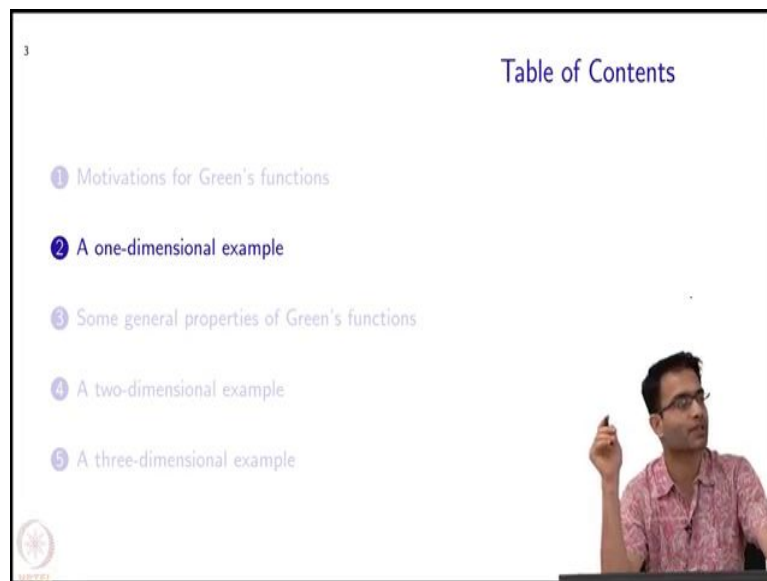 3
Table of Contents
1 Motivations for Green's functions
2 A one-dimensional example
3 Some general properties of Green's functions
4 A two-dimensional example
5 A three-dimensional example
NPTEL